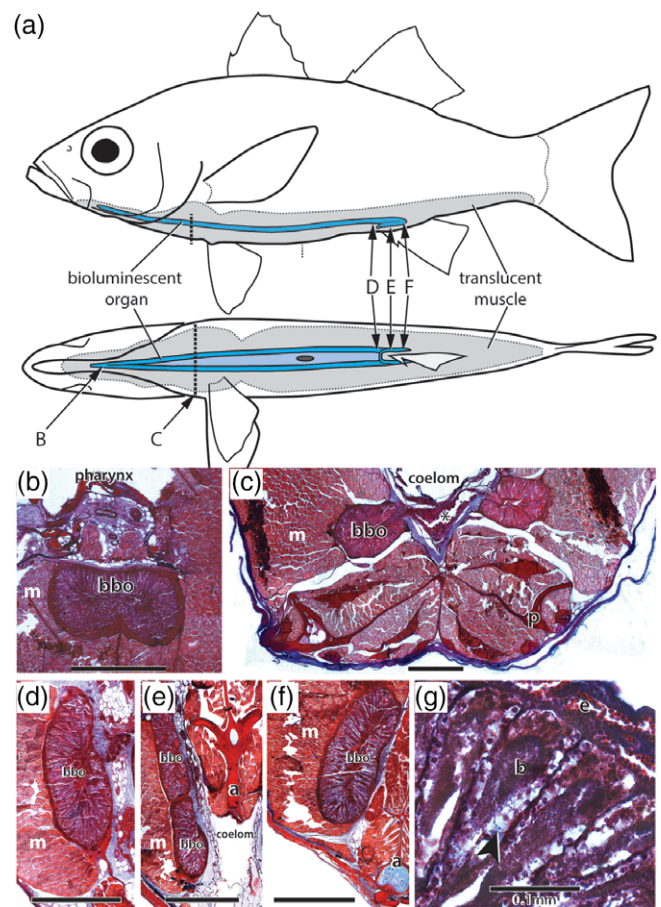 (a)
bioluminescent
organ
D E F
translucent
muscle
B
C
(b)
pharynx
m
bbo
(c)
coelom
*
m
bbo
p
(d)
bbo
m
(e)
m
bbo
a
coelom
bbo
(f)
m
bbo
a
(g)
e
b
0.1mm